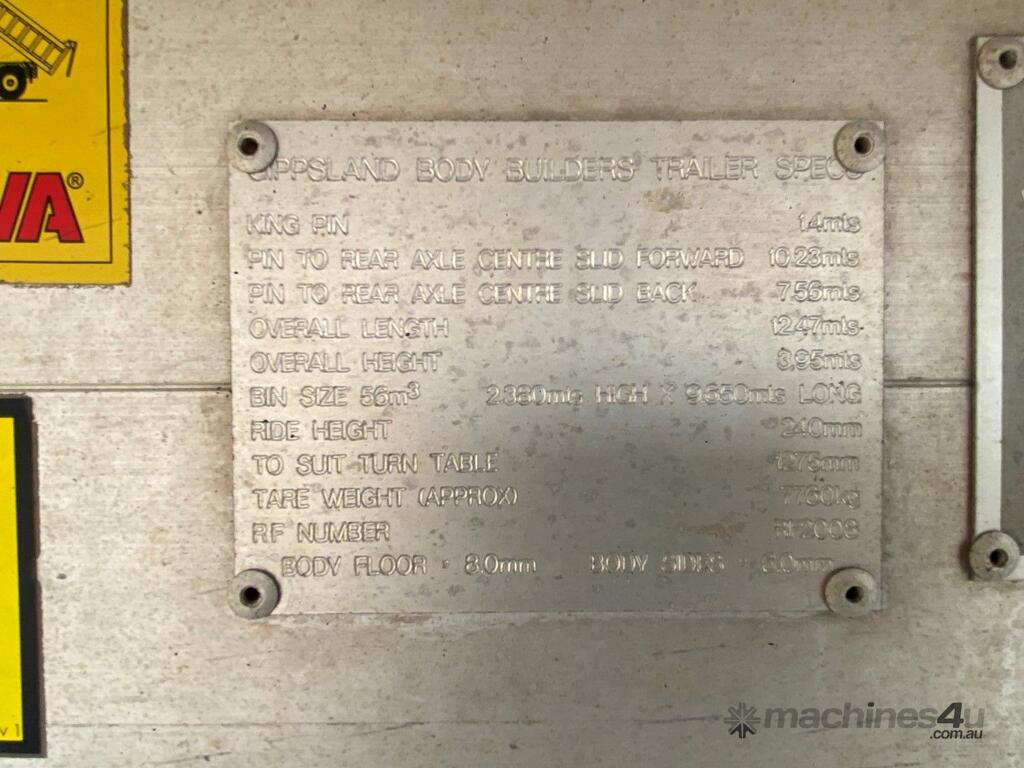 VA®
GIPPSLAND BODY BUILDERS' TRAILER SPECS
KING PIN 1.4mts
PIN TO REAR AXLE CENTRE SLID FORWARD 10.23mts
PIN TO REAR AXLE CENTRE SLID BACK 7.56mts
OVERALL LENGTH 12.47mts
OVERALL HEIGHT 3.95mts
BIN SIZE 56m³ 2.380mts HIGH X 9.650mts LONG
RIDE HEIGHT 240mm
TO SUIT TURN TABLE 1275mm
TARE WEIGHT (APPROX) 7760kg
RF NUMBER
BODY FLOOR - 8.0mm BODY SIDES -
v 1
machines4u
.com.au